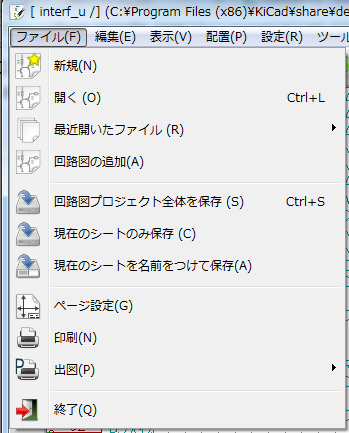 [ interf_u /] (C:¥Program Files (x86)¥KiCad¥share¥de
ファイル(F) 編集(E) 表示(V) 配置(P) 設定(R) ツール
新規(N)
開く (O) Ctrl+L
最近開いたファイル (R)
回路図の追加(A)
回路図プロジェクト全体を保存 (S) Ctrl+S
現在のシートのみ保存 (C)
現在のシートを名前をつけて保存(A)
ページ設定(G)
印刷(N)
出図(P)
終了(Q)